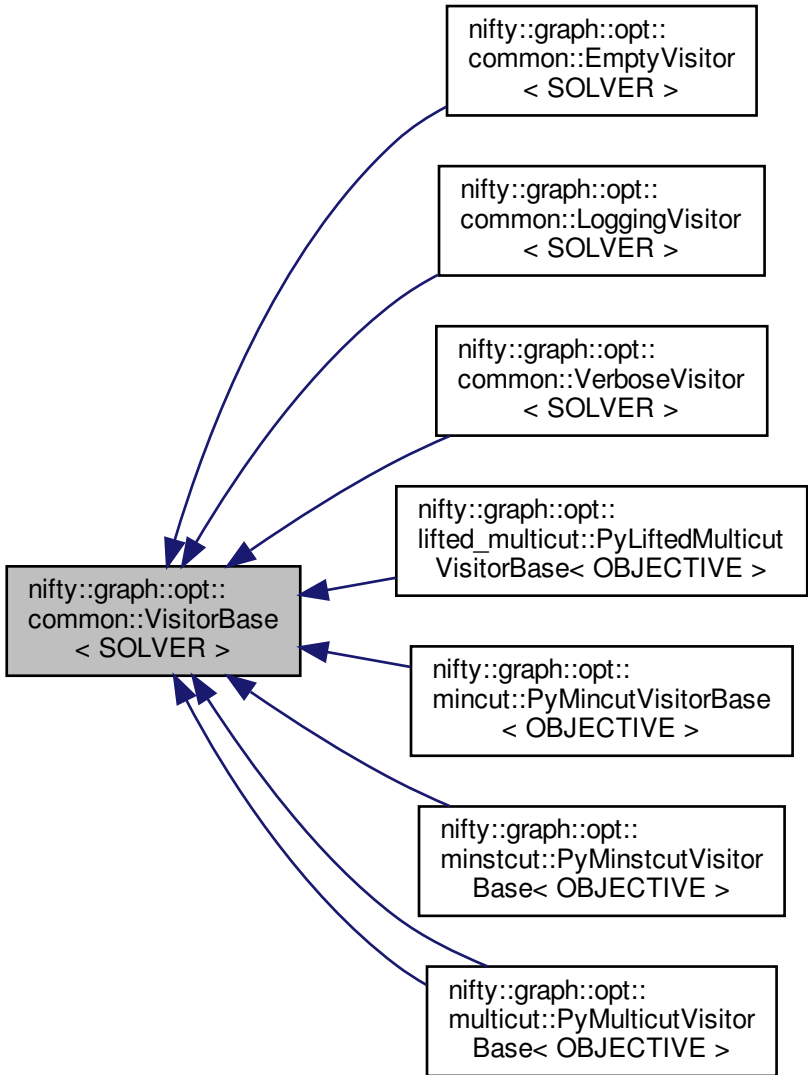 nifty::graph::opt::
common::EmptyVisitor
< SOLVER >
nifty::graph::opt::
common::LoggingVisitor
< SOLVER >
nifty::graph::opt::
common::VerboseVisitor
< SOLVER >
nifty::graph::opt::
lifted_multicut::PyLiftedMulticut
VisitorBase< OBJECTIVE >
nifty::graph::opt::
common::VisitorBase
< SOLVER >
nifty::graph::opt::
mincut::PyMincutVisitorBase
< OBJECTIVE >
nifty::graph::opt::
minstcut::PyMinstcutVisitor
Base< OBJECTIVE >
nifty::graph::opt::
multicut::PyMulticutVisitor
Base< OBJECTIVE >